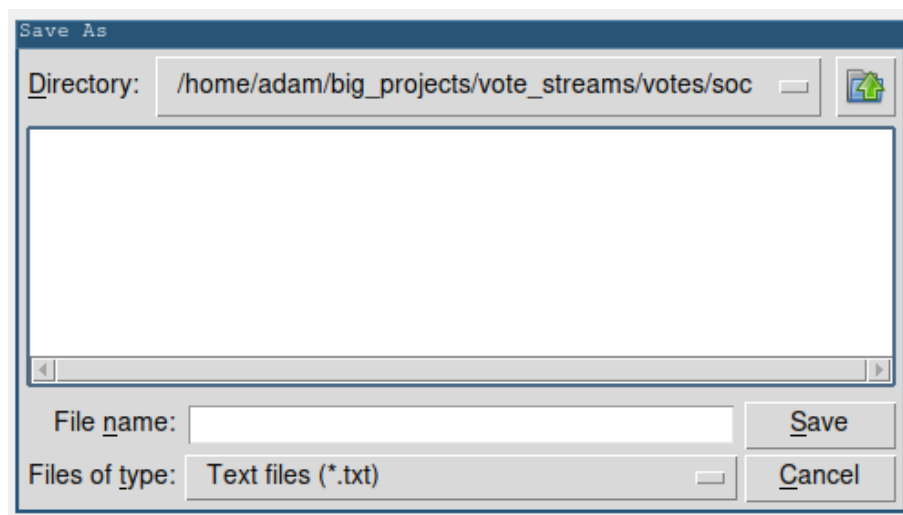 Save As
Directory: /home/adam/big_projects/vote_streams/votes/soc
File name: Save
Files of type: Text files (*.txt) Cancel